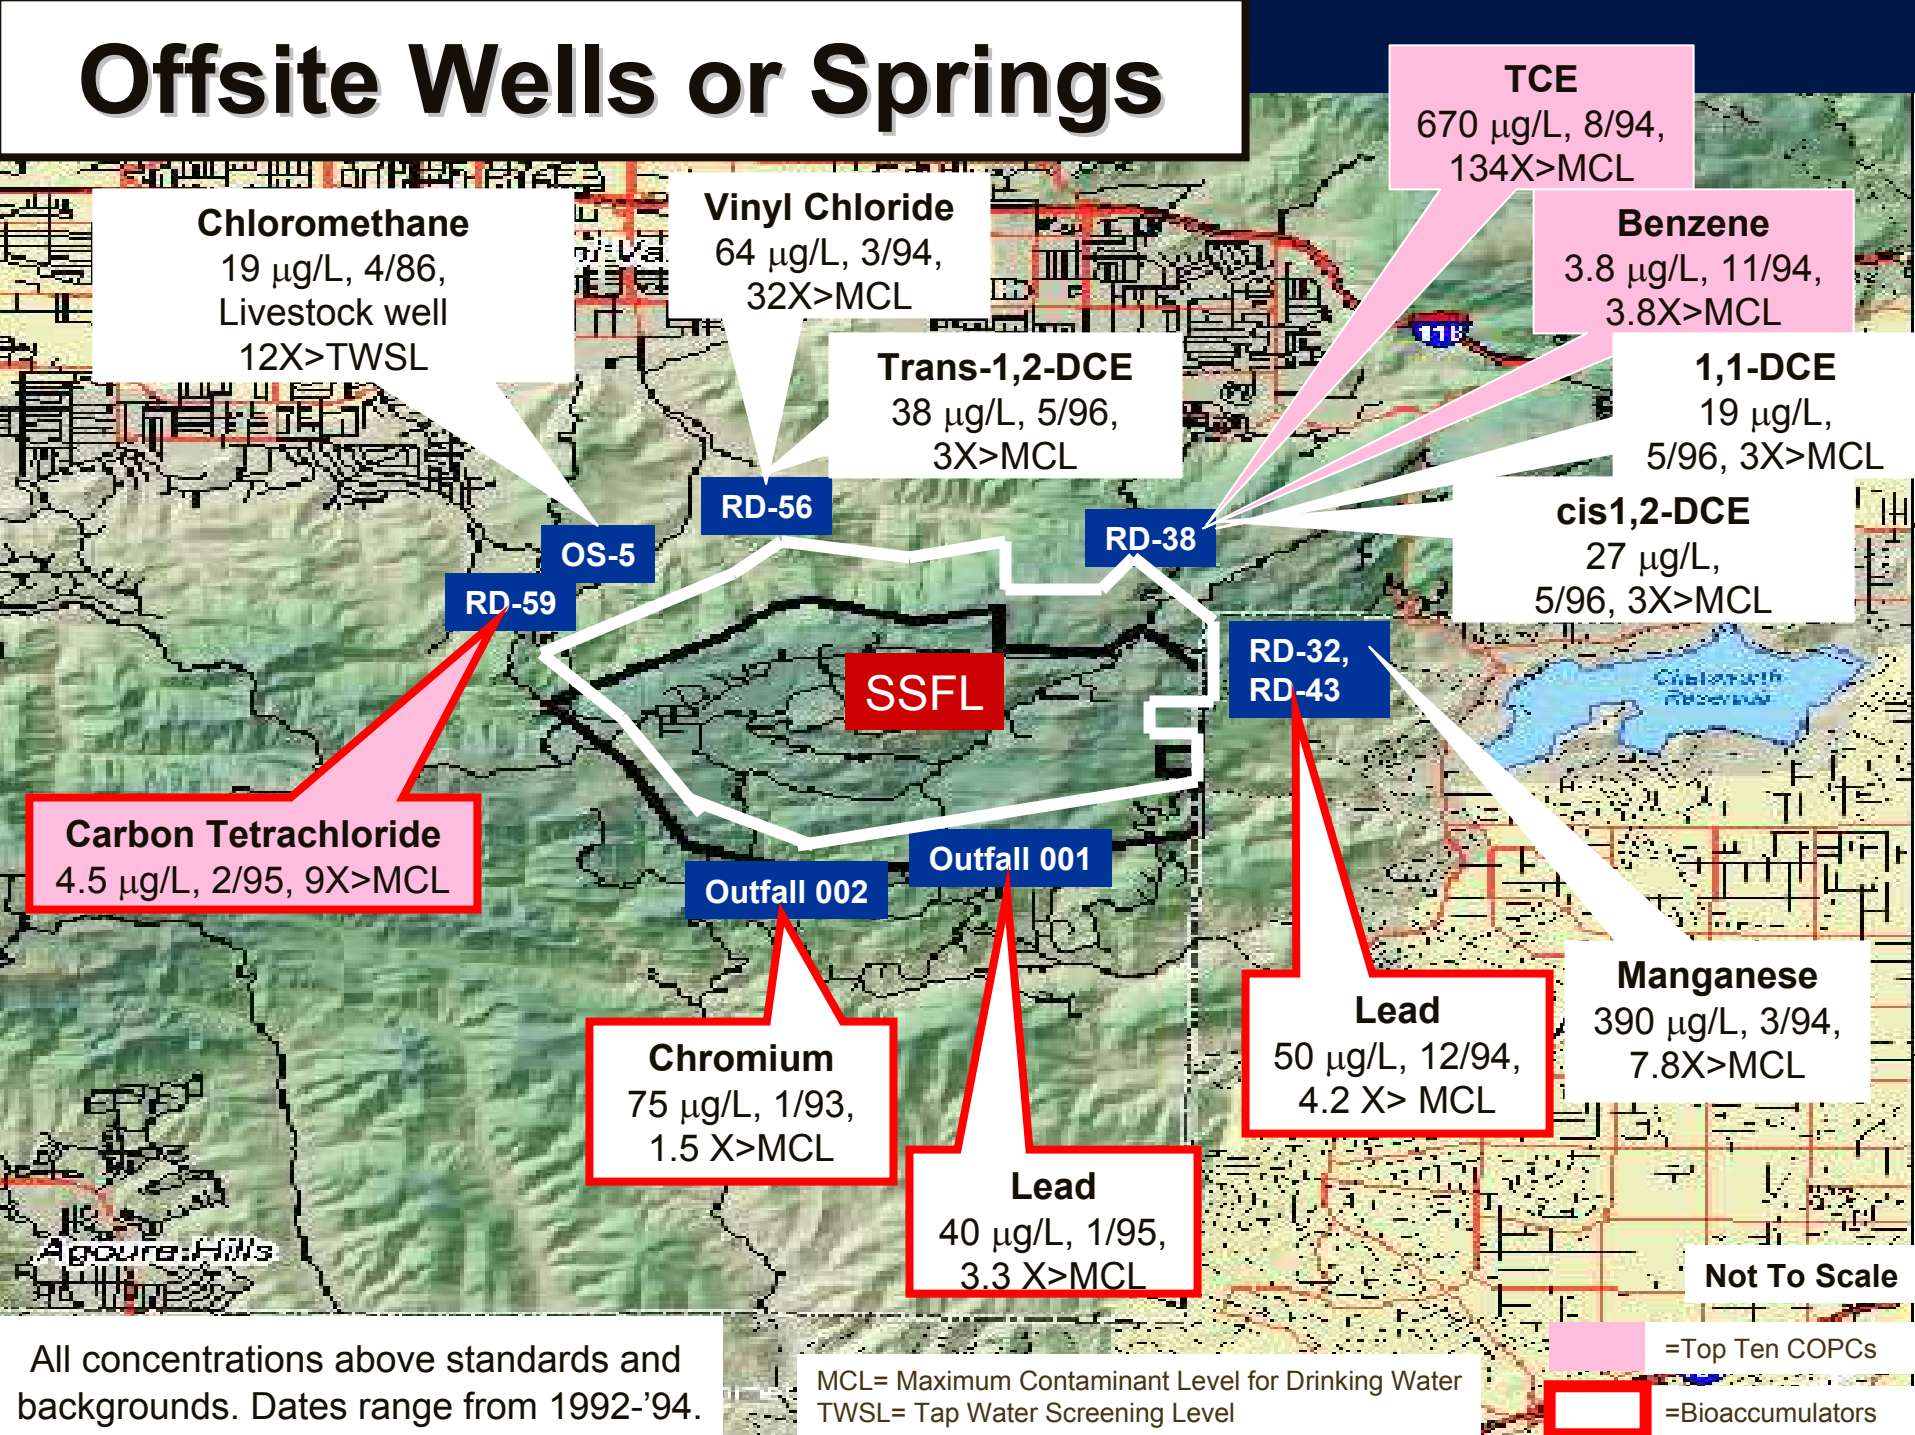 Offsite Wells or Springs
TCE
670 µg/L, 8/94,
134X>MCL
Chloromethane
19 µg/L, 4/86,
Livestock well
12X>TWSL
Vinyl Chloride
64 µg/L, 3/94,
32X>MCL
Benzene
3.8 µg/L, 11/94,
3.8X>MCL
Trans-1,2-DCE
38 µg/L, 5/96,
3X>MCL
1,1-DCE
19 µg/L,
5/96, 3X>MCL
cis1,2-DCE
27 µg/L,
5/96, 3X>MCL
118
RD-56
RD-38
OS-5
RD-59
RD-32,
RD-43
SSFL
Chatsworth
Reservoir
Carbon Tetrachloride
4.5 µg/L, 2/95, 9X>MCL
Outfall 001
Outfall 002
Chromium
75 µg/L, 1/93,
1.5 X>MCL
Lead
40 µg/L, 1/95,
3.3 X>MCL
Lead
50 µg/L, 12/94,
4.2 X> MCL
Manganese
390 µg/L, 3/94,
7.8X>MCL
Agoura Hills
Not To Scale
All concentrations above standards and
backgrounds. Dates range from 1992-’94.
MCL= Maximum Contaminant Level for Drinking Water
TWSL= Tap Water Screening Level
=Top Ten COPCs
=Bioaccumulators